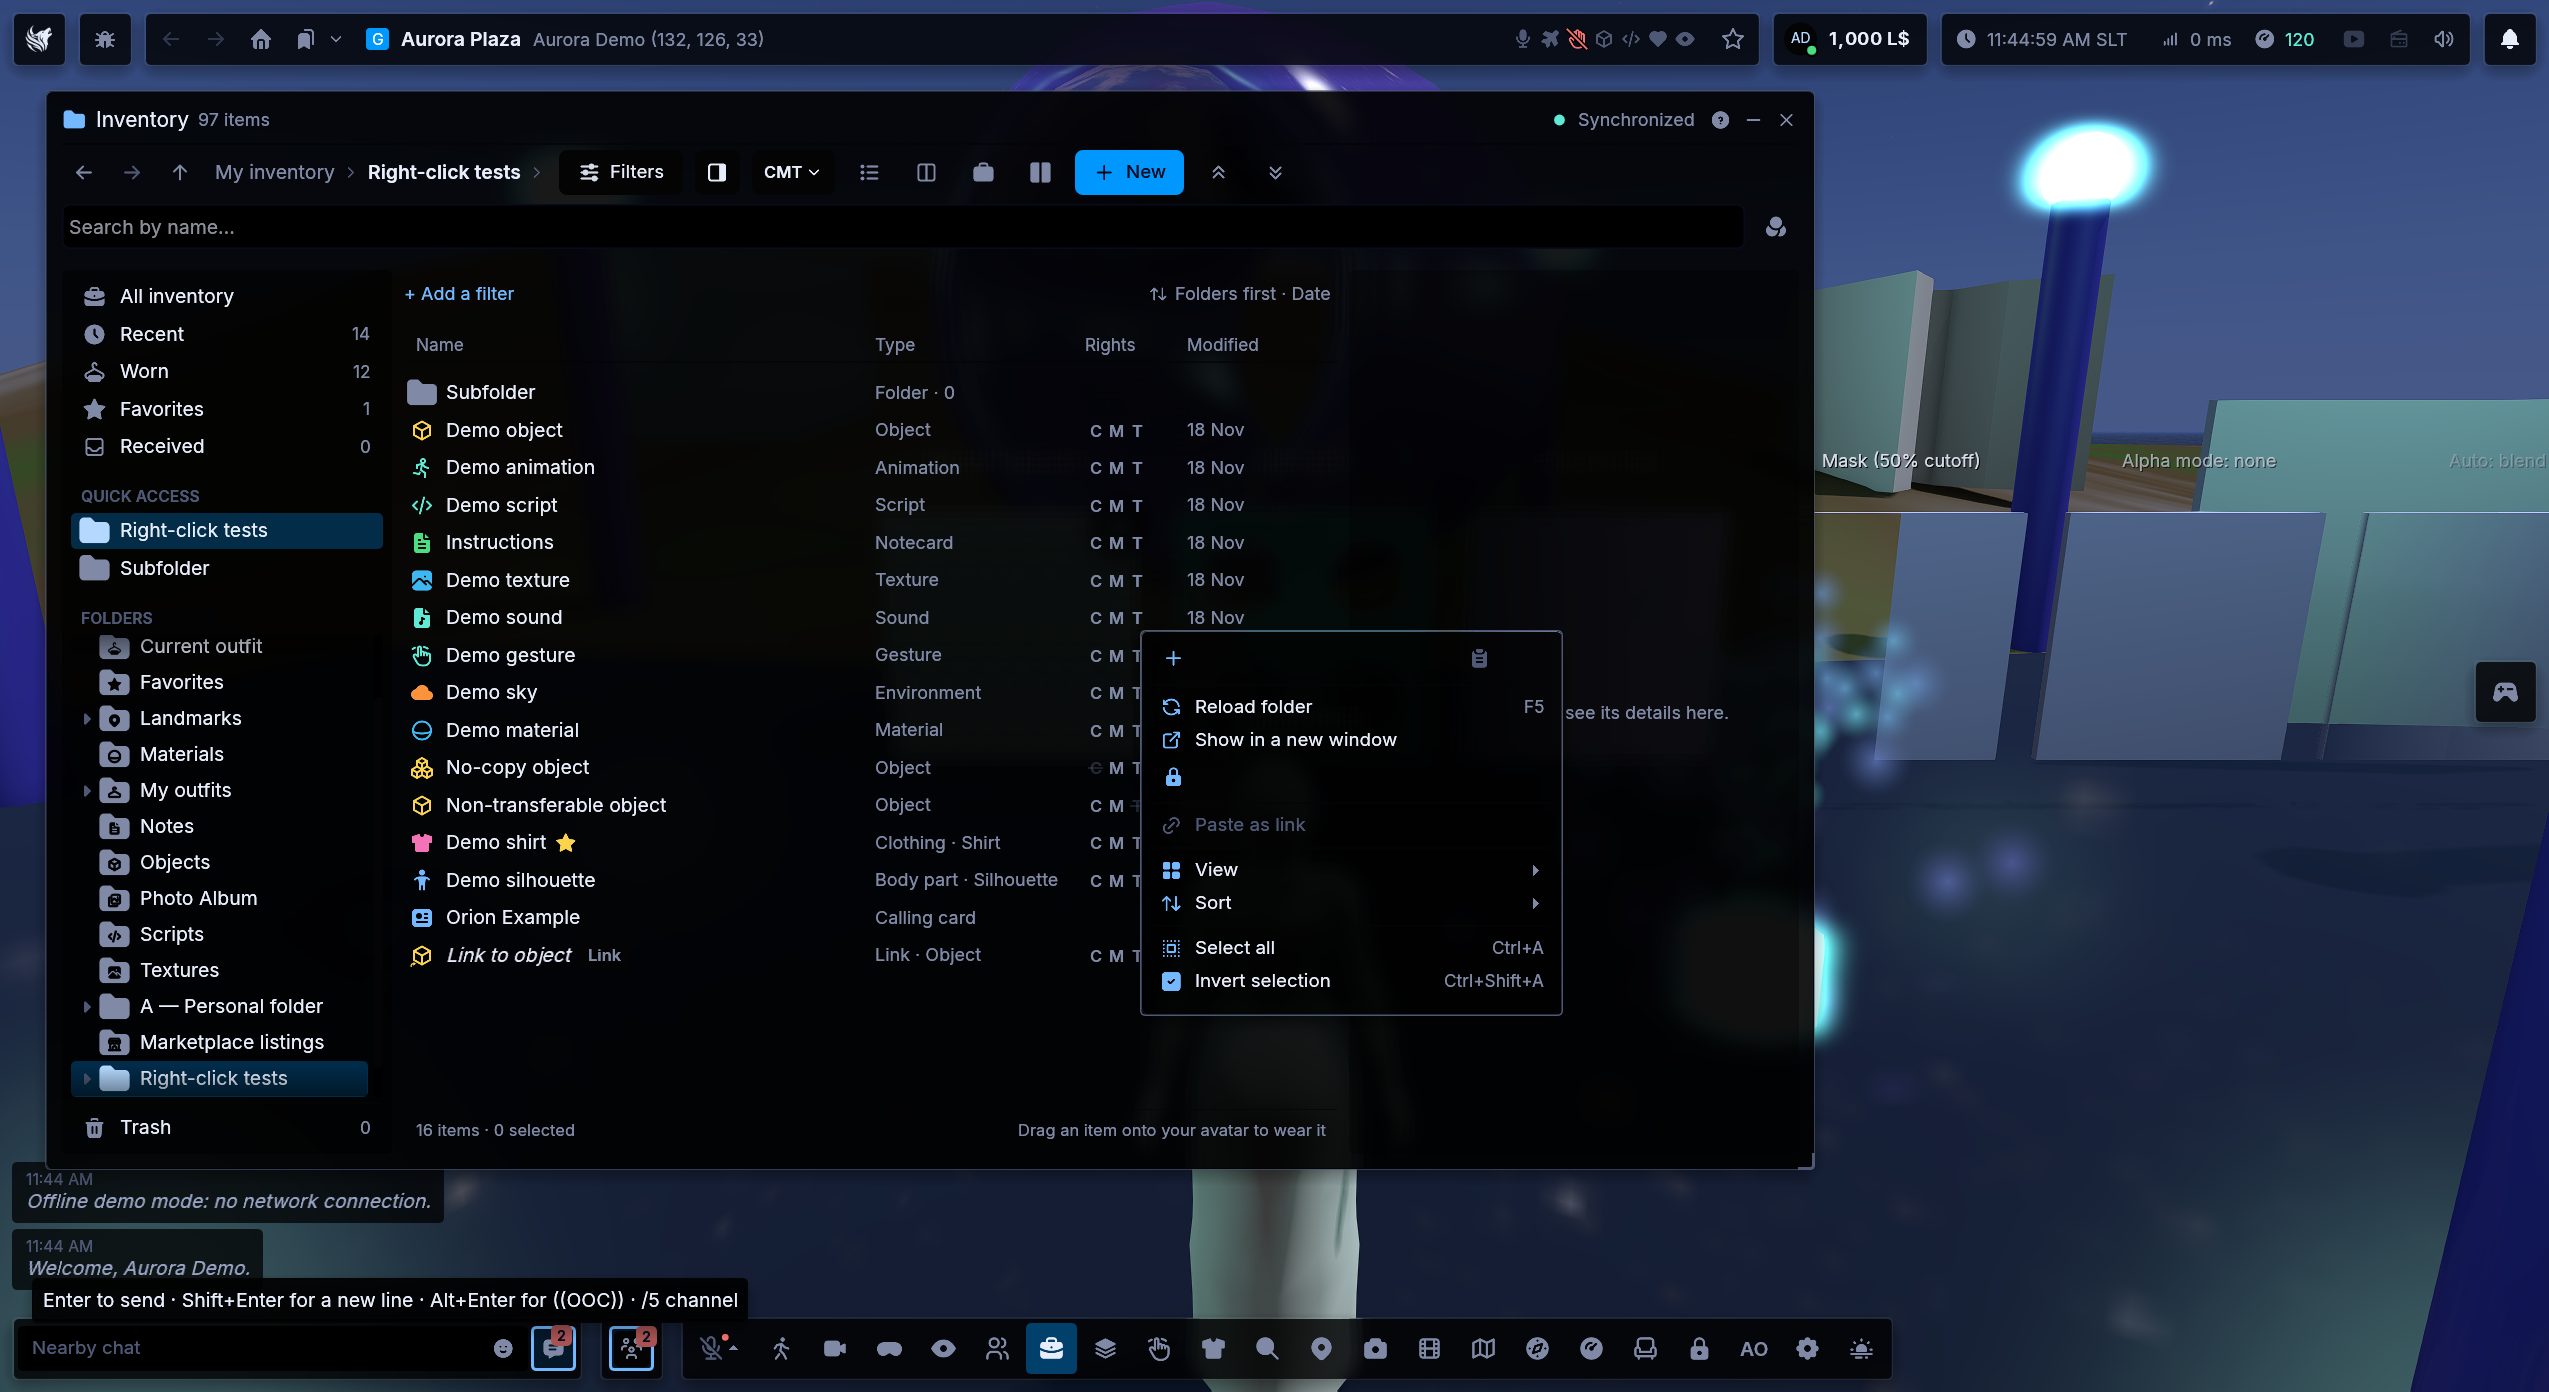 G Aurora Plaza Aurora Demo (132, 126, 33)
AD 1,000 L$
11:44:59 AM SLT 0 ms 120
Inventory 97 items
Synchronized ?
My inventory Right-click tests Filters CMT + New
Search by name...
All inventory
Recent 14
Worn 12
Favorites 1
Received 0
QUICK ACCESS
Right-click tests
Subfolder
FOLDERS
Current outfit
Favorites
Landmarks
Materials
My outfits
Notes
Objects
Photo Album
Scripts
Textures
A — Personal folder
Marketplace listings
Right-click tests
Trash 0
+ Add a filter
Folders first · Date
Name Type Rights Modified
Subfolder Folder · 0
Demo object Object C M T 18 Nov
Demo animation Animation C M T 18 Nov
Demo script Script C M T 18 Nov
Instructions Notecard C M T 18 Nov
Demo texture Texture C M T 18 Nov
Demo sound Sound C M T 18 Nov
Demo gesture Gesture C M T
Demo sky Environment C M T
Demo material Material C M T
No-copy object Object C M T
Non-transferable object Object C M T
Demo shirt Clothing · Shirt C M T
Demo silhouette Body part · Silhouette C M T
Orion Example Calling card
Link to object Link Link · Object C M T
16 items · 0 selected
Drag an item onto your avatar to wear it
Reload folder F5
Show in a new window
Paste as link
View
Sort
Select all Ctrl+A
Invert selection Ctrl+Shift+A
see its details here.
Mask (50% cutoff)
Alpha mode: none
Auto: blend
11:44 AM
Offline demo mode: no network connection.
11:44 AM
Welcome, Aurora Demo.
Enter to send · Shift+Enter for a new line · Alt+Enter for ((OOC)) · /5 channel
Nearby chat
2
2
AO